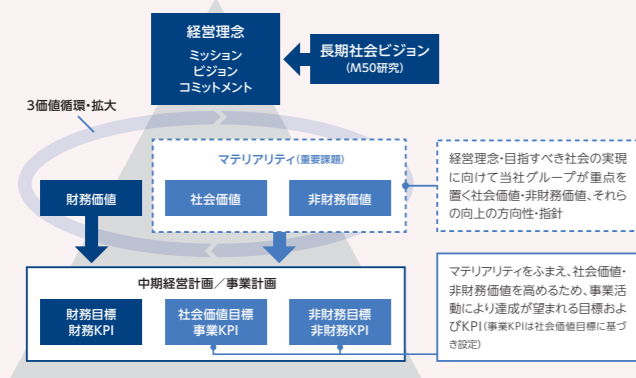 経営理念
ミッション
ビジョン
コミットメント
長期社会ビジョン
(M50研究)
3価値循環・拡大
マテリアリティ(重要課題)
財務価値
社会価値
非財務価値
経営理念・目指すべき社会の実現
に向けて当社グループが重点を
置く社会価値・非財務価値、それら
の向上の方向性・指針
中期経営計画／事業計画
財務目標
財務KPI
社会価値目標
事業KPI
非財務目標
非財務KPI
マテリアリティをふまえ、社会価値・
非財務価値を高めるため、事業活
動により達成が望まれる目標およ
びKPI(事業KPIは社会価値目標に基づ
き設定)